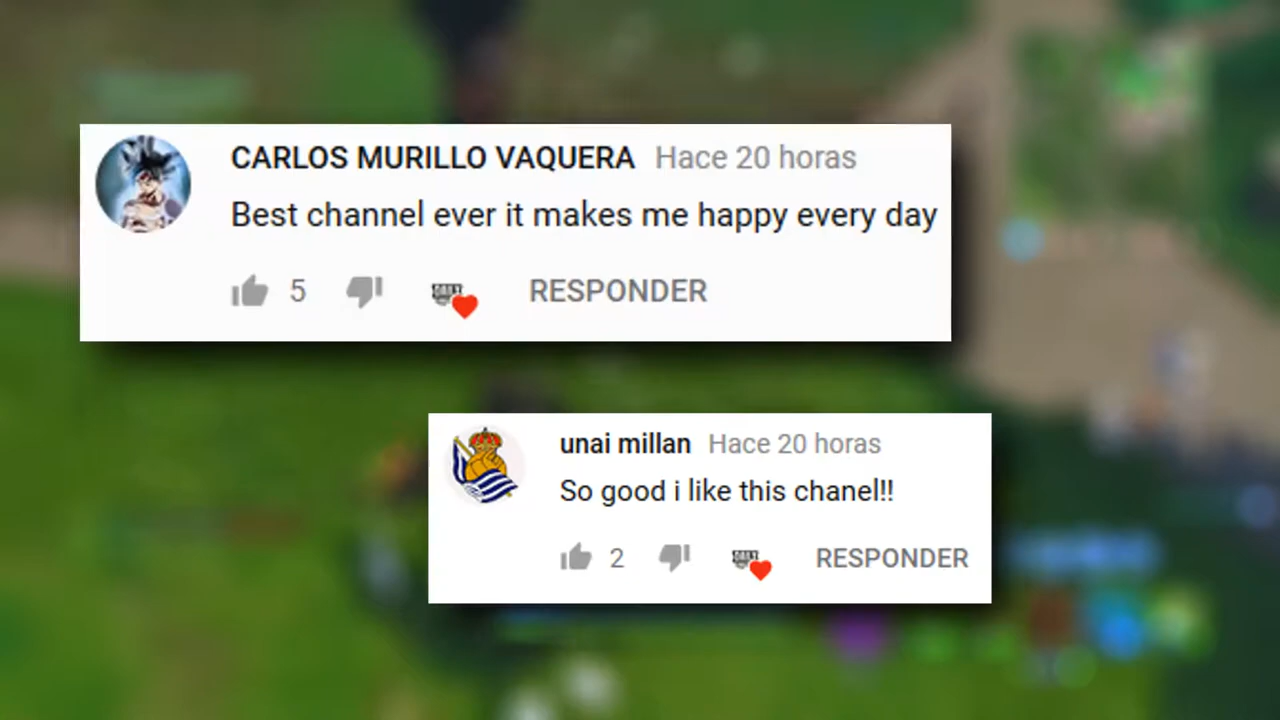 CARLOS MURILLO VAQUERA Hace 20 horas
Best channel ever it makes me happy every day
5 RESPONDER
unai millan Hace 20 horas
So good i like this chanel!!
2 RESPONDER